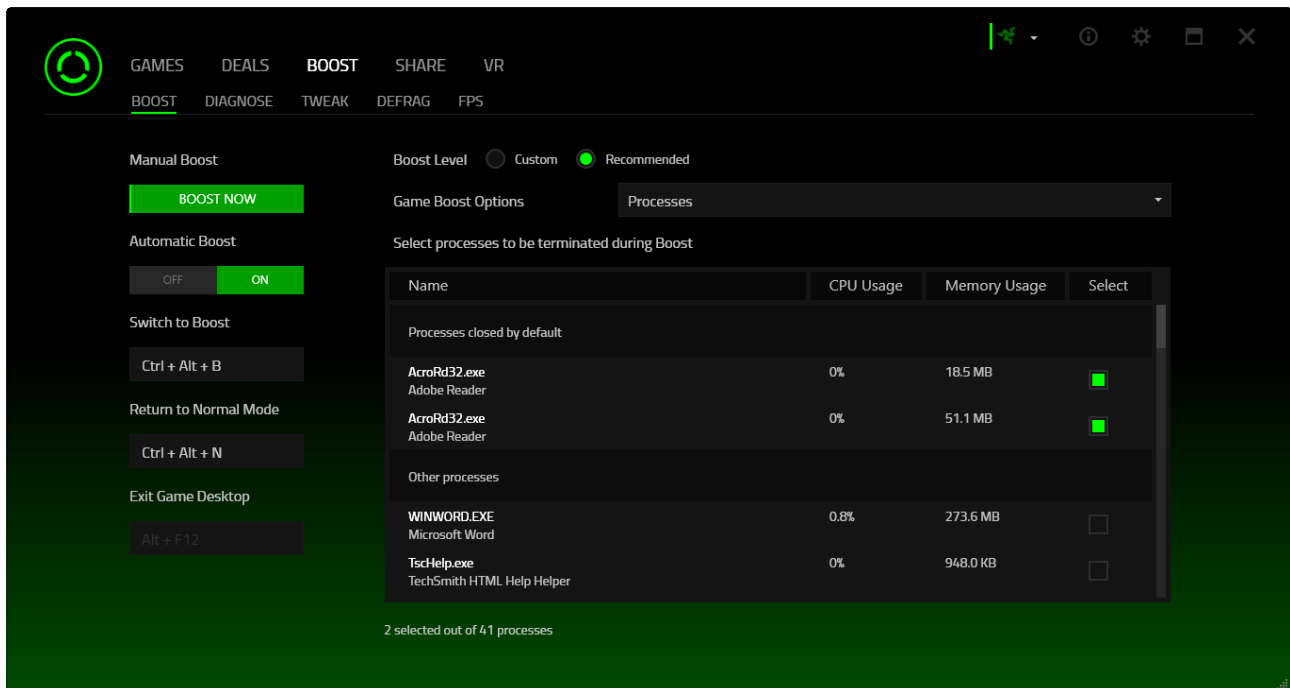 GAMES DEALS BOOST SHARE VR
BOOST DIAGNOSE TWEAK DEFRAG FPS
Manual Boost
BOOST NOW
Automatic Boost
OFF ON
Switch to Boost
Ctrl + Alt + B
Return to Normal Mode
Ctrl + Alt + N
Exit Game Desktop
Alt + F12
Boost Level Custom Recommended
Game Boost Options Processes
Select processes to be terminated during Boost
Name CPU Usage Memory Usage Select
Processes closed by default
AcroRd32.exe 0% 18.5 MB
Adobe Reader
AcroRd32.exe 0% 51.1 MB
Adobe Reader
Other processes
WINWORD.EXE 0.8% 273.6 MB
Microsoft Word
TscHelp.exe 0% 948.0 KB
TechSmith HTML Help Helper
2 selected out of 41 processes